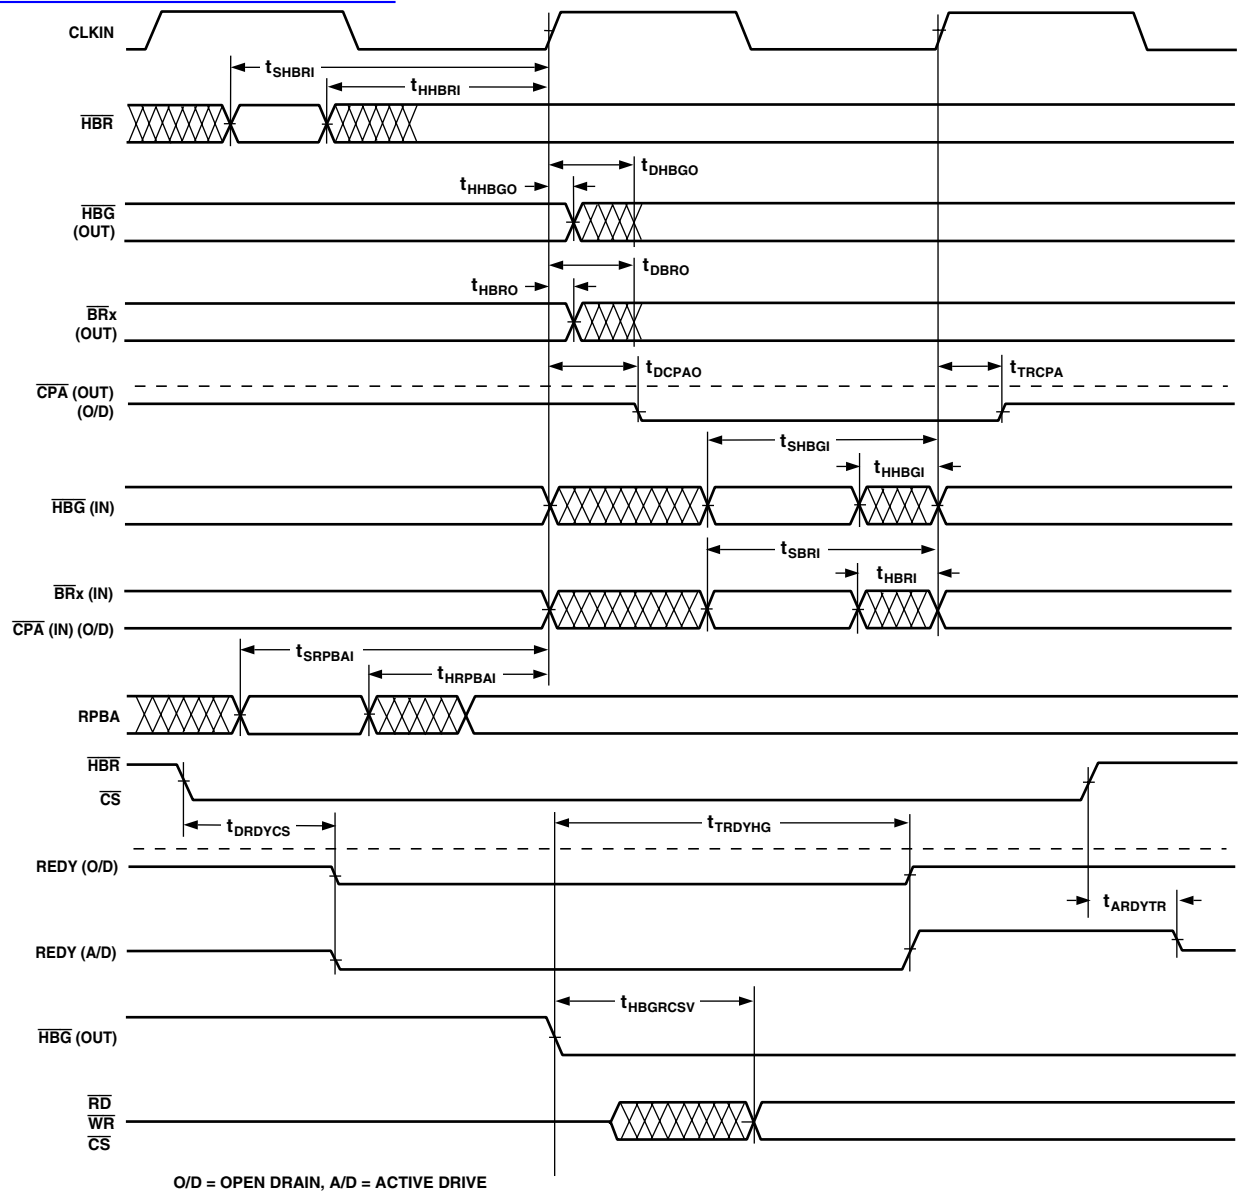 CLKIN
tSHBRI
tHHBRI
HBR
tDHBGO
tHHBGO
HBG
(OUT)
tDBRO
tHBRO
BRx
(OUT)
tDCPAO
tTRCPA
CPA (OUT)
(O/D)
tSHBGI
tHHBGI
HBG (IN)
tSBRI
tHBRI
BRx (IN)
CPA (IN) (O/D)
tSRPBAI
tHRPBAI
RPBA
HBR
CS
tDRDYCS
tTRDYHG
REDY (O/D)
tARDYTR
REDY (A/D)
tHBGRCSV
HBG (OUT)
RD
WR
CS
O/D = OPEN DRAIN, A/D = ACTIVE DRIVE